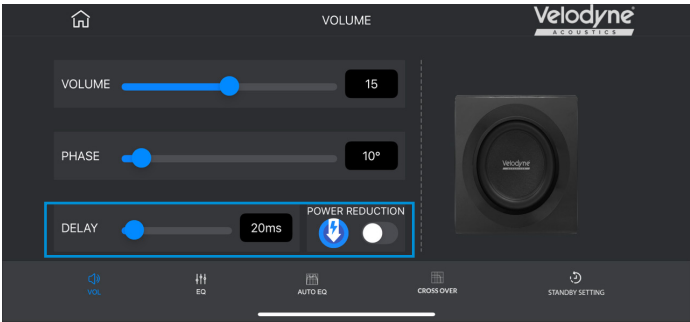 VOLUME
Velodyne®
ACOUSTICS
VOLUME 15
PHASE 10°
Velodyne
DELAY 20ms
POWER REDUCTION
VOL
EQ
AUTO EQ
CROSS OVER
STANDBY SETTING